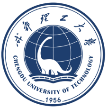 成都理工大学
CHENGDU UNIVERSITY OF TECHNOLOGY
1956